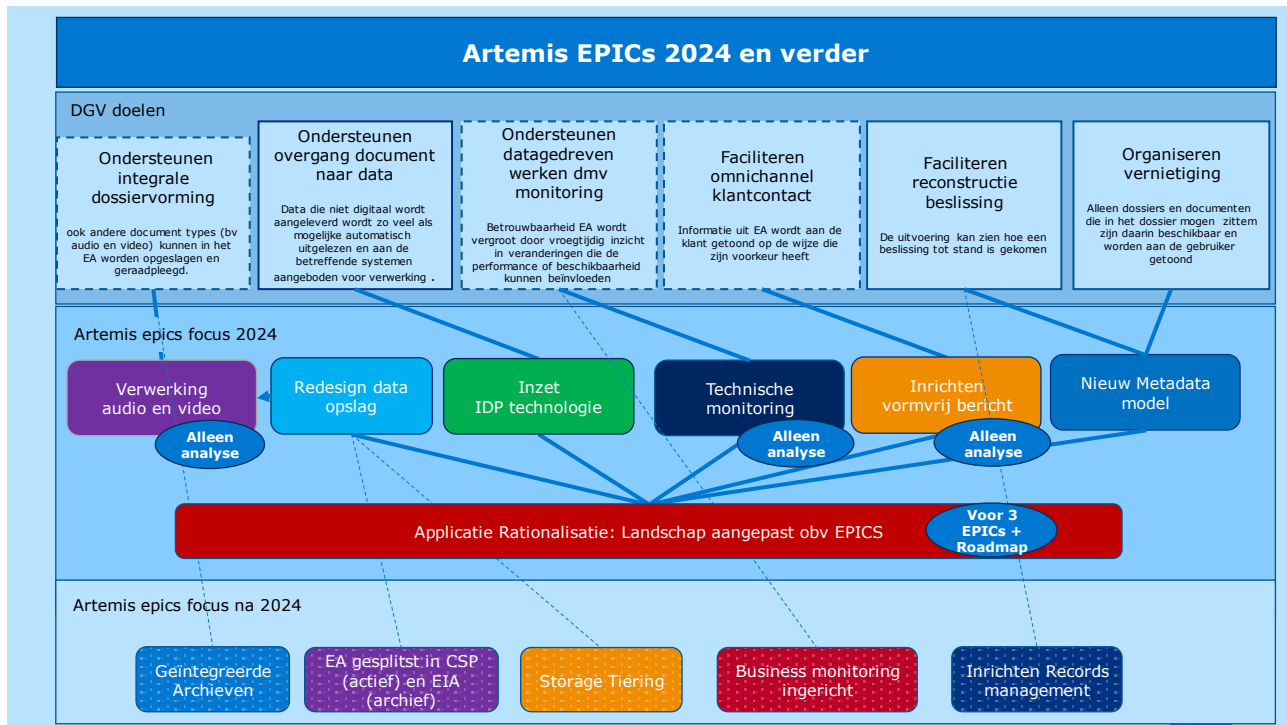 Artemis EPICs 2024 en verder
DGV doelen
Ondersteunen
integrale
dossiervorming
ook andere document types (bv
audio en video) kunnen in het
EA worden opgeslagen en
geraadpleegd.
Ondersteunen
overgang document
naar data
Data die niet digitaal wordt
aangeleverd wordt zo veel als
mogelijke automatisch
uitgelezen en aan de
betreffende systemen
aangeboden voor verwerking .
Ondersteunen
datagedreven
werken dmv
monitoring
Betrouwbaarheid EA wordt
vergroot door vroegtijdig inzicht
in veranderingen die de
performance of beschikbaarheid
kunnen beïnvloeden
Faciliteren
omnichannel
klantcontact
Informatie uit EA wordt aan de
klant getoond op de wijze die
zijn voorkeur heeft
Faciliteren
reconstructie
beslissing
De uitvoering kan zien hoe een
beslissing tot stand is gekomen
Organiseren
vernietiging
Alleen dossiers en documenten
die in het dossier mogen zittem
zijn daarin beschikbaar en
worden aan de gebruiker
getoond
Artemis epics focus 2024
Verwerking
audio en video
Alleen
analyse
Redesign data
opslag
Inzet
IDP technologie
Technische
monitoring
Alleen
analyse
Inrichten
vormvrij bericht
Alleen
analyse
Nieuw Metadata
model
Applicatie Rationalisatie: Landschap aangepast obv EPICS
Voor 3
EPICs +
Roadmap
Artemis epics focus na 2024
Geïntegreerde
Archieven
EA gesplitst in CSP
(actief) en EIA
(archief)
Storage Tiering
Business monitoring
ingericht
Inrichten Records
management